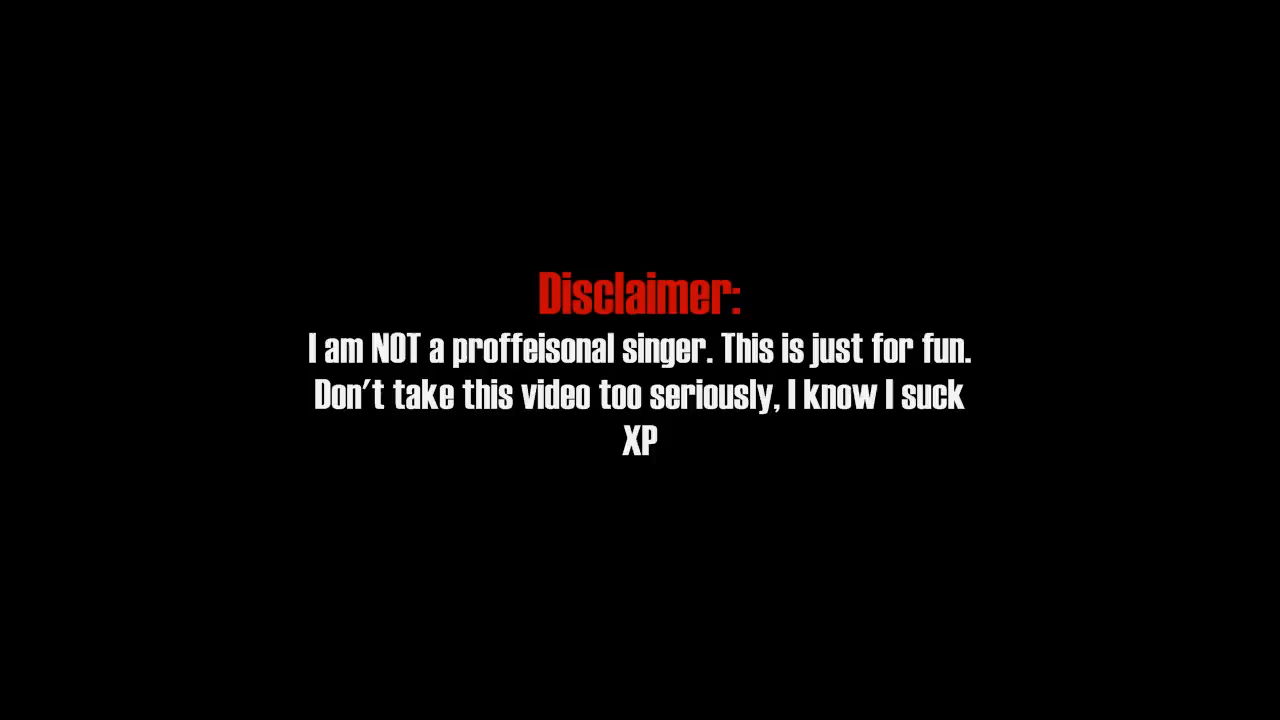 Disclaimer:
I am NOT a proffeisonal singer. This is just for fun.
Don't take this video too seriously, I know I suck
XP